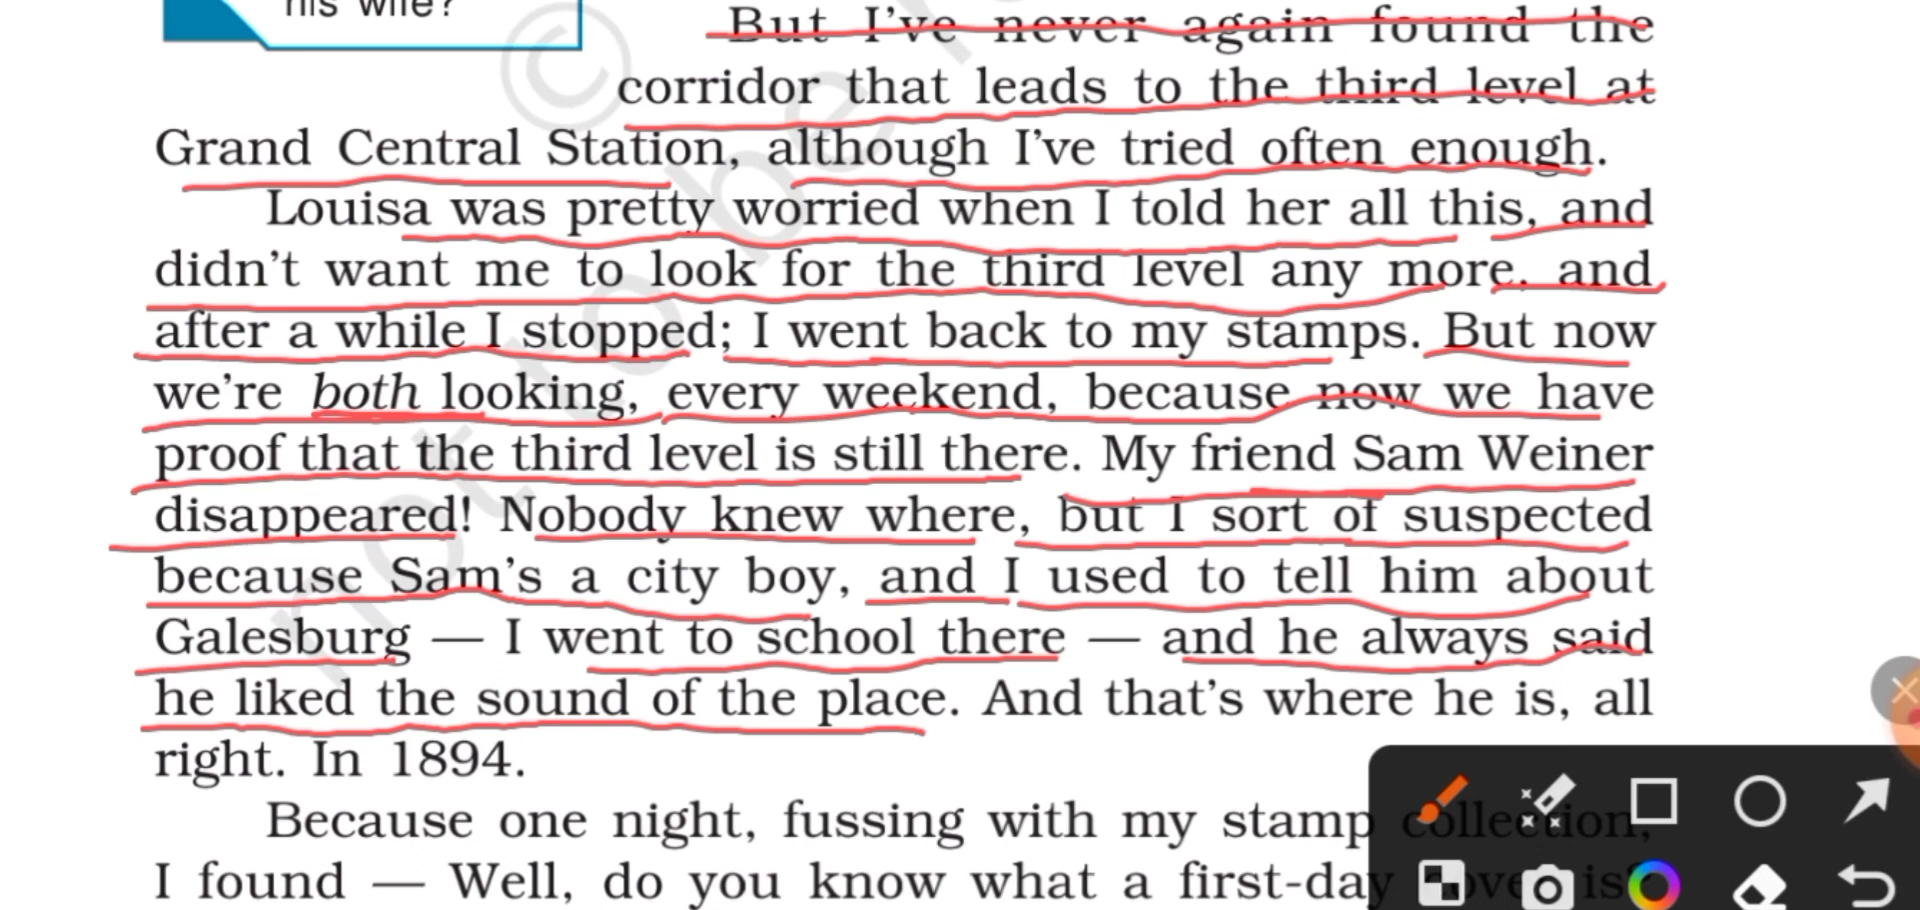 his wife?
But I've never again found the
corridor that leads to the third level at
Grand Central Station, although I've tried often enough.
Louisa was pretty worried when I told her all this, and
didn't want me to look for the third level any more, and
after a while I stopped; I went back to my stamps. But now
we're both looking, every weekend, because now we have
proof that the third level is still there. My friend Sam Weiner
disappeared! Nobody knew where, but I sort of suspected
because Sam's a city boy, and I used to tell him about
Galesburg — I went to school there — and he always said
he liked the sound of the place. And that's where he is, all
right. In 1894.
Because one night, fussing with my stamp collection,
I found — Well, do you know what a first-day cover is?
© not to be r